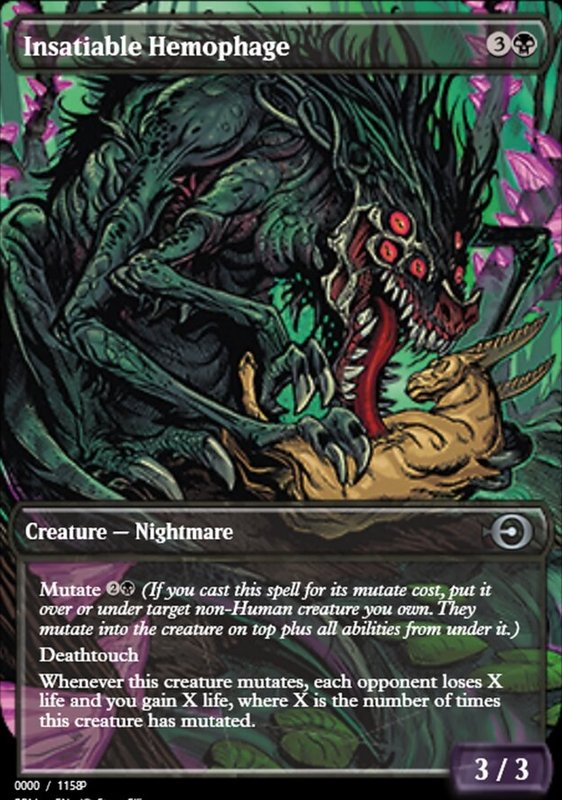 Insatiable Hemophage
3
Creature — Nightmare
Mutate 2 (If you cast this spell for its mutate cost, put it
over or under target non-Human creature you own. They
mutate into the creature on top plus all abilities from under it.)
Deathtouch
Whenever this creature mutates, each opponent loses X
life and you gain X life, where X is the number of times
this creature has mutated.
3 / 3
0000 / 1158P